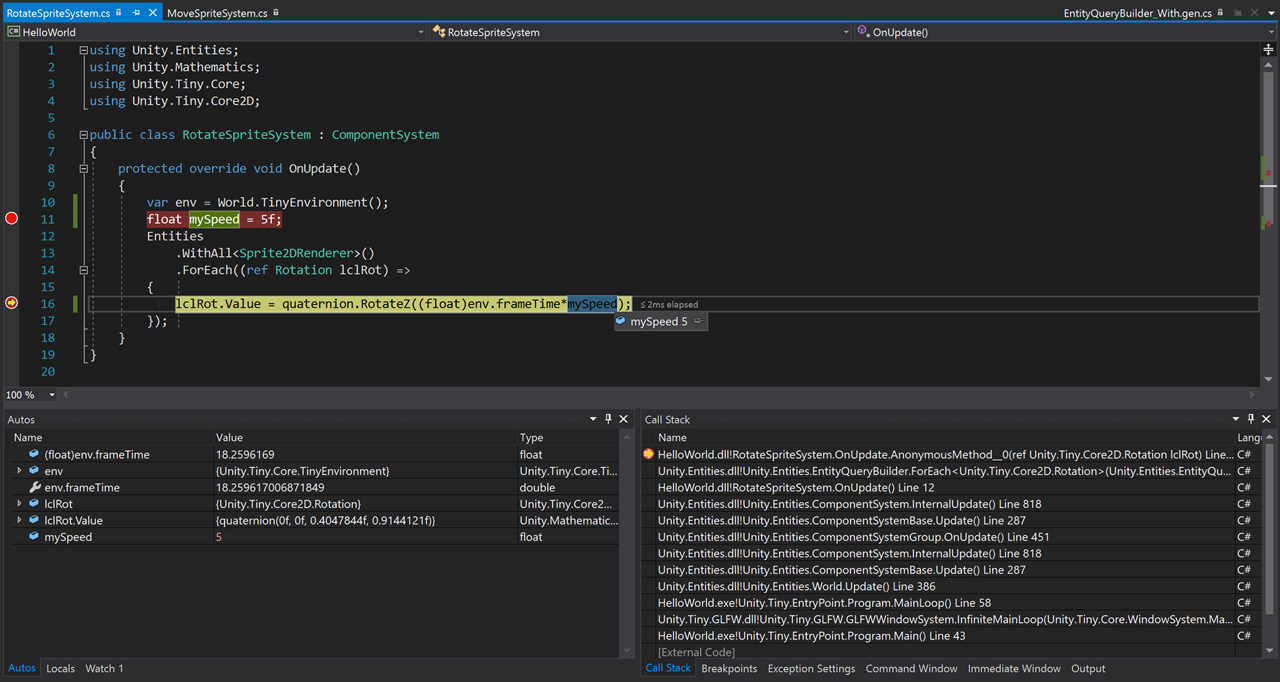 RotateSpriteSystem.cs MoveSpriteSystem.cs EntityQueryBuilder_With.gen.cs
HelloWorld RotateSpriteSystem OnUpdate()
1 using Unity.Entities;
2 using Unity.Mathematics;
3 using Unity.Tiny.Core;
4 using Unity.Tiny.Core2D;
5
6 public class RotateSpriteSystem : ComponentSystem
7 {
8 protected override void OnUpdate()
9 {
10 var env = World.TinyEnvironment();
11 float mySpeed = 5f;
12 Entities
13 .WithAll<Sprite2DRenderer>()
14 .ForEach((ref Rotation lclRot) =>
15 {
16 lclRot.Value = quaternion.RotateZ((float)env.frameTime*mySpeed); ≤ 2ms elapsed
mySpeed 5
17 });
18 }
19 }
20
100 %
Autos
Name Value Type
(float)env.frameTime 18.2596169 float
env {Unity.Tiny.Core.TinyEnvironment} Unity.Tiny.Core.Ti...
env.frameTime 18.259617006871849 double
lclRot {Unity.Tiny.Core2D.Rotation} Unity.Tiny.Core2...
lclRot.Value {quaternion(0f, 0f, 0.4047844f, 0.9144121f)} Unity.Mathematic...
mySpeed 5 float
Autos Locals Watch 1
Call Stack
Name Langu
HelloWorld.dll!RotateSpriteSystem.OnUpdate.AnonymousMethod__0(ref Unity.Tiny.Core2D.Rotation lclRot) Line... C#
Unity.Entities.dll!Unity.Entities.EntityQueryBuilder.ForEach<Unity.Tiny.Core2D.Rotation>(Unity.Entities.EntityQu... C#
HelloWorld.dll!RotateSpriteSystem.OnUpdate() Line 12 C#
Unity.Entities.dll!Unity.Entities.ComponentSystem.InternalUpdate() Line 818 C#
Unity.Entities.dll!Unity.Entities.ComponentSystemBase.Update() Line 287 C#
Unity.Entities.dll!Unity.Entities.ComponentSystemGroup.OnUpdate() Line 451 C#
Unity.Entities.dll!Unity.Entities.ComponentSystem.InternalUpdate() Line 818 C#
Unity.Entities.dll!Unity.Entities.ComponentSystemBase.Update() Line 287 C#
Unity.Entities.dll!Unity.Entities.World.Update() Line 386 C#
HelloWorld.exe!Unity.Tiny.EntryPoint.Program.MainLoop() Line 58 C#
Unity.Tiny.GLFW.dll!Unity.Tiny.GLFW.GLFWWindowSystem.InfiniteMainLoop(Unity.Tiny.Core.WindowSystem.Ma... C#
HelloWorld.exe!Unity.Tiny.EntryPoint.Program.Main() Line 43 C#
[External Code]
Call Stack Breakpoints Exception Settings Command Window Immediate Window Output